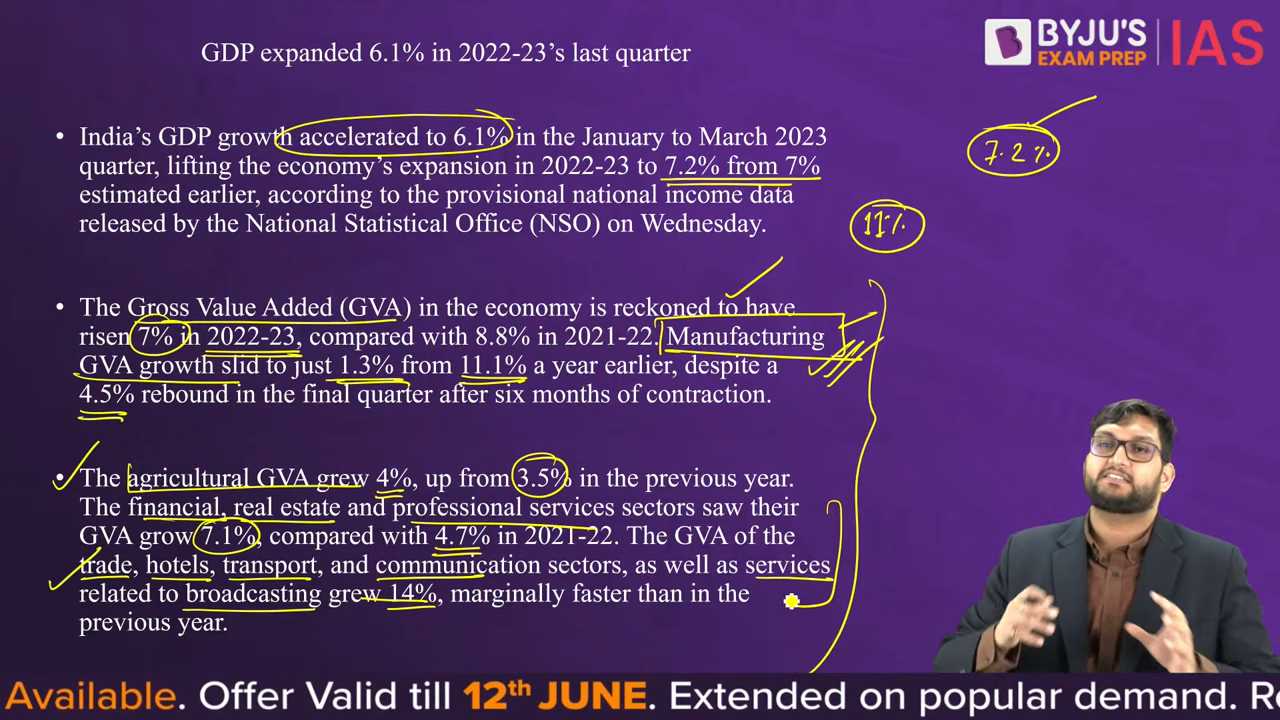 GDP expanded 6.1% in 2022-23's last quarter
BYJU'S
EXAM PREP
IAS
• India's GDP growth accelerated to 6.1% in the January to March 2023
quarter, lifting the economy's expansion in 2022-23 to 7.2% from 7%
estimated earlier, according to the provisional national income data
released by the National Statistical Office (NSO) on Wednesday.
7.2%
11%
• The Gross Value Added (GVA) in the economy is reckoned to have
risen 7% in 2022-23, compared with 8.8% in 2021-22. Manufacturing
GVA growth slid to just 1.3% from 11.1% a year earlier, despite a
4.5% rebound in the final quarter after six months of contraction.
• The agricultural GVA grew 4%, up from 3.5% in the previous year.
The financial, real estate and professional services sectors saw their
GVA grow 7.1%, compared with 4.7% in 2021-22. The GVA of the
trade, hotels, transport, and communication sectors, as well as services
related to broadcasting grew 14%, marginally faster than in the
previous year.
Available. Offer Valid till 12th JUNE. Extended on popular demand. R